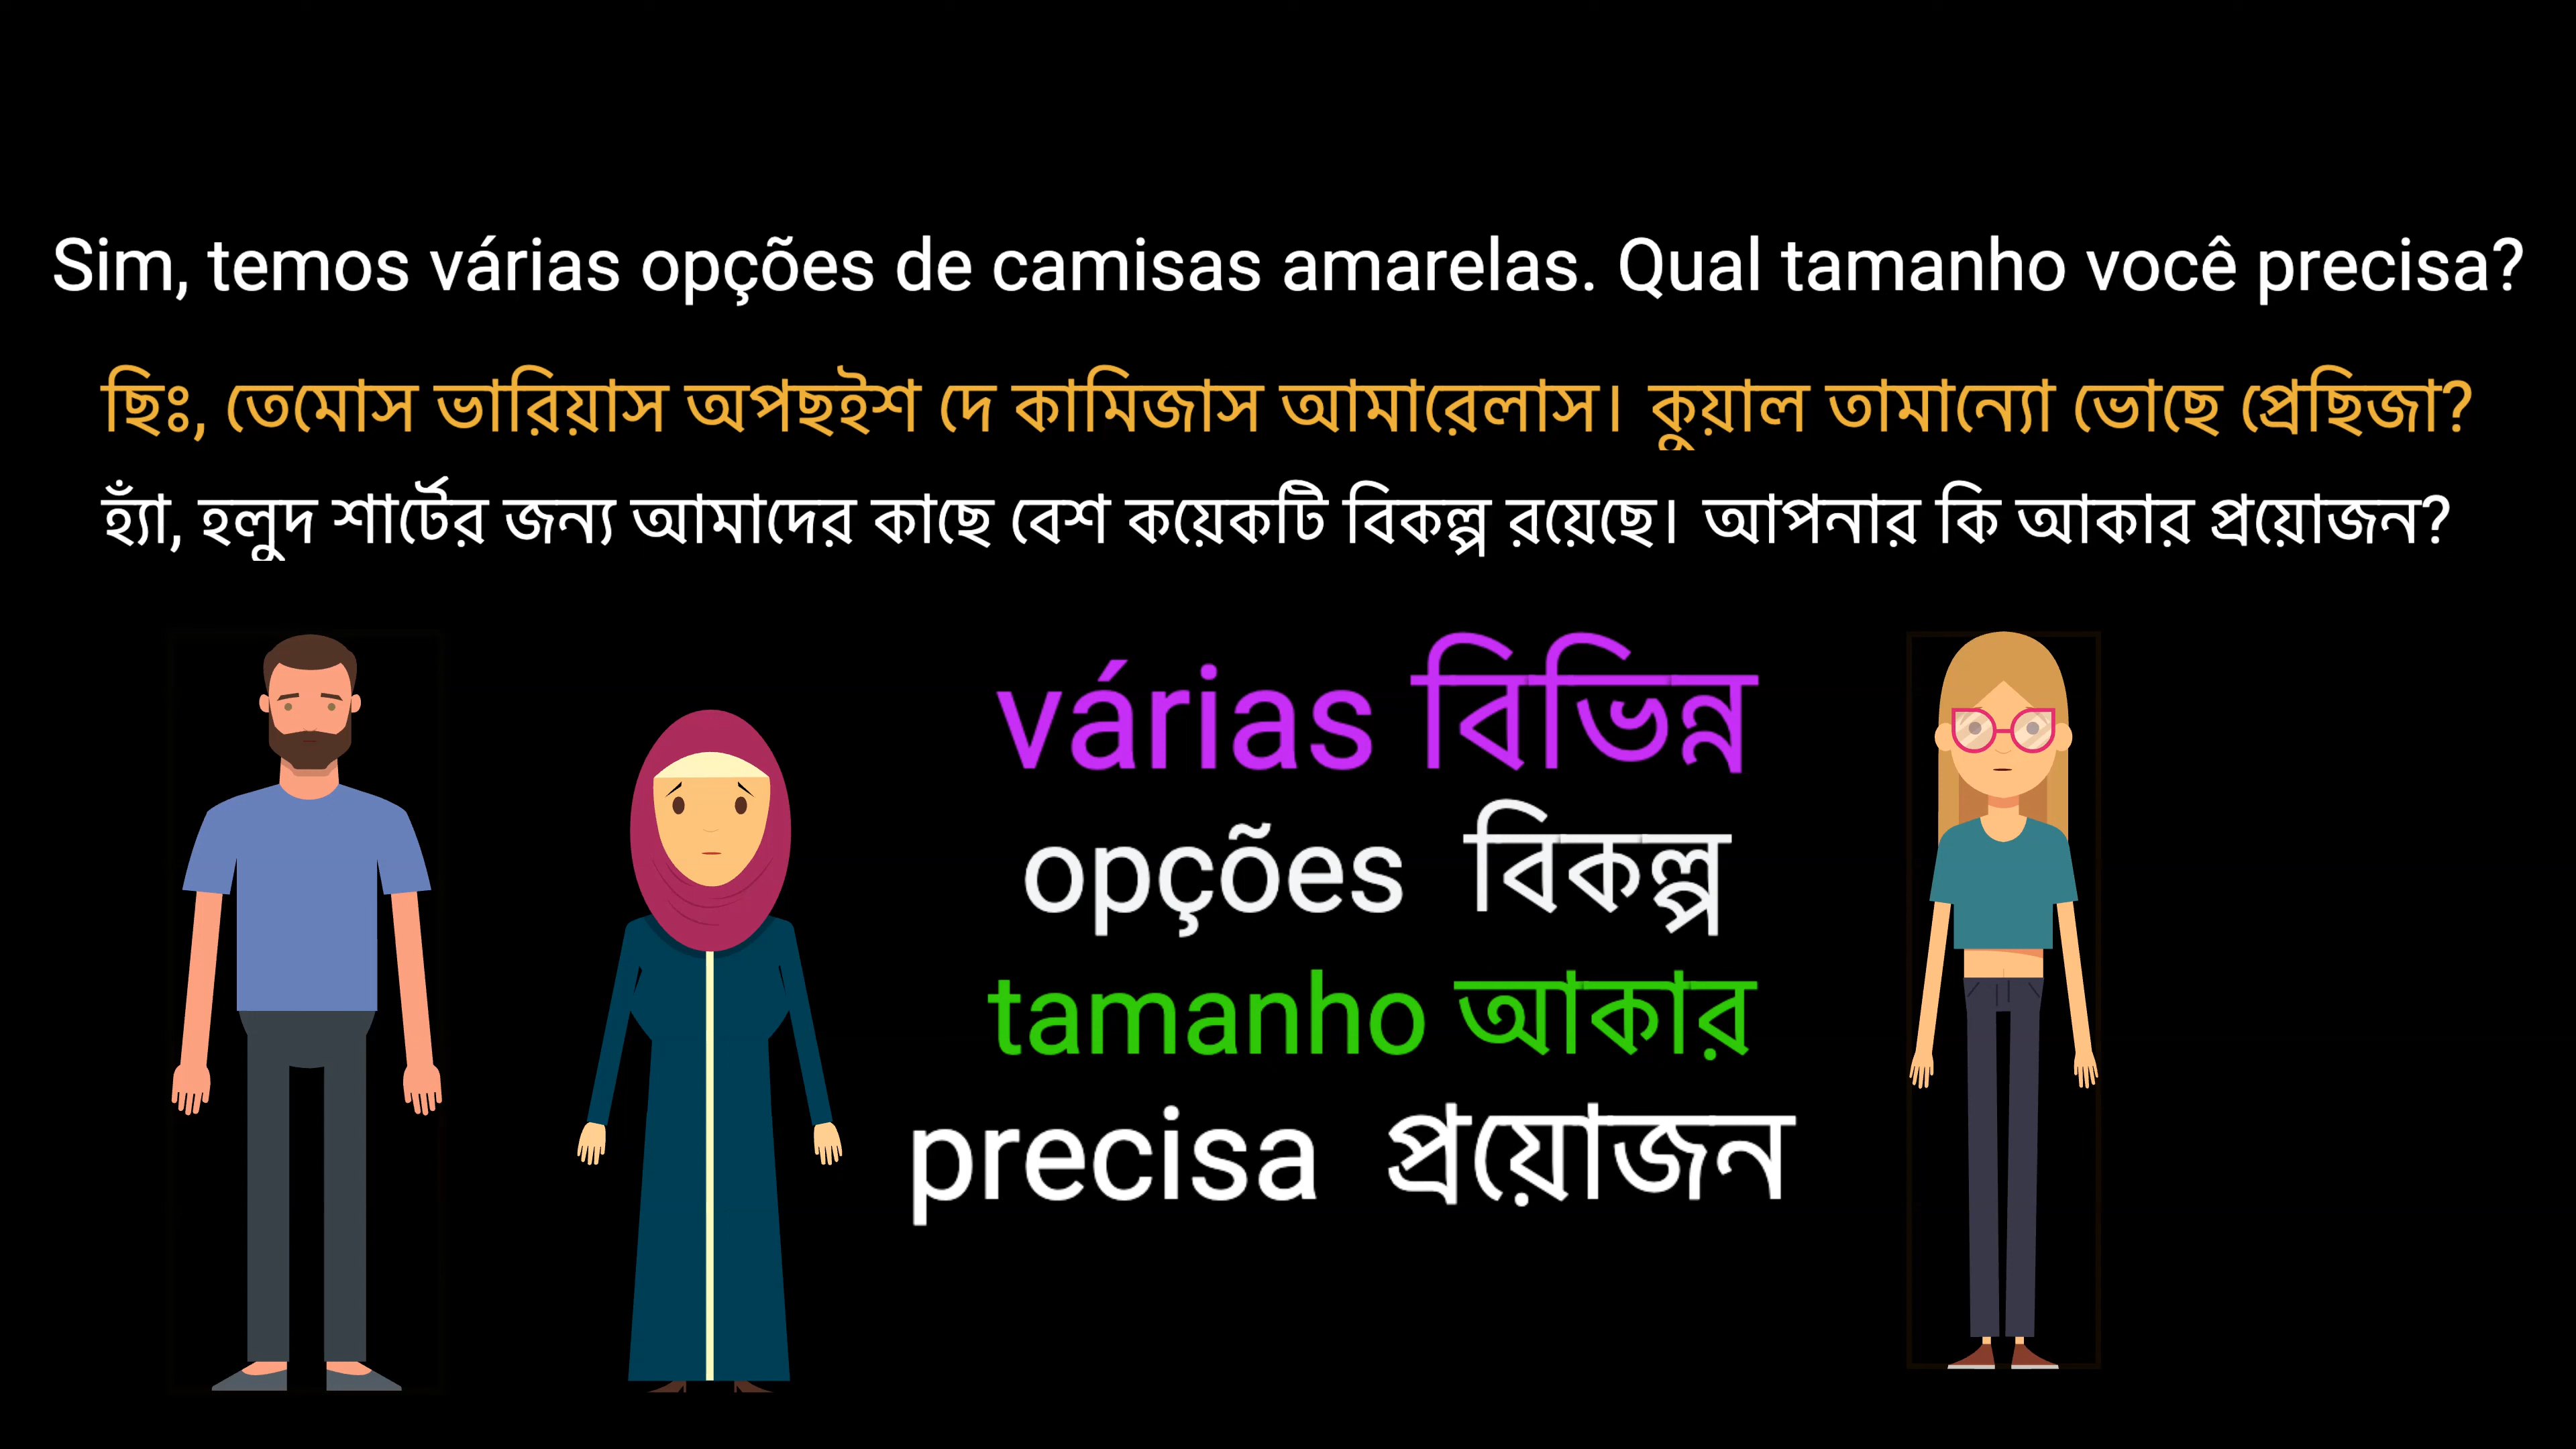 Sim, temos várias opções de camisas amarelas. Qual tamanho você precisa?
ছিঃ, তেমোস ভারিয়াস অপছইশ দে কামিজাস আমারেলাস। কুয়াল তামান্যো ভোছে প্রেছিজা?
হ্যাঁ, হলুদ শার্টের জন্য আমাদের কাছে বেশ কয়েকটি বিকল্প রয়েছে। আপনার কি আকার প্রয়োজন?
várias বিভিন্ন
opções বিকল্প
tamanho আকার
precisa প্রয়োজন